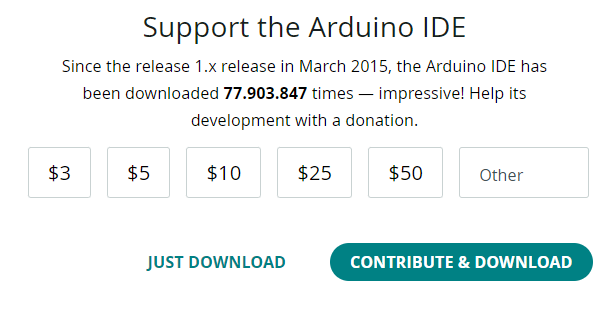 Support the Arduino IDE
Since the release 1.x release in March 2015, the Arduino IDE has
been downloaded 77.903.847 times — impressive! Help its
development with a donation.
$3 $5 $10 $25 $50 Other
JUST DOWNLOAD CONTRIBUTE & DOWNLOAD